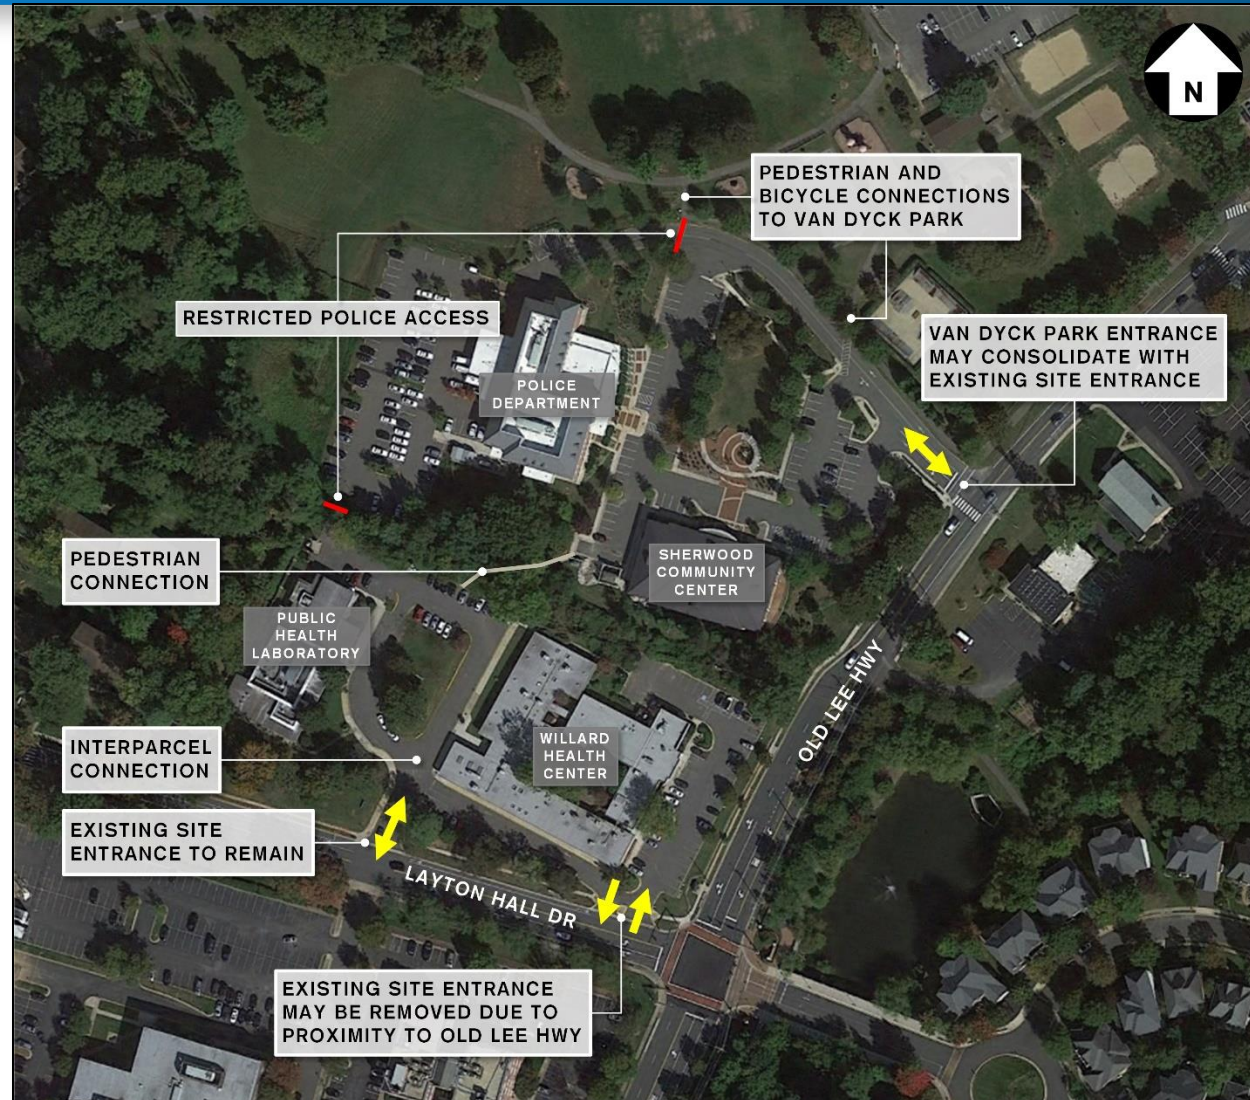 N
PEDESTRIAN AND
BICYCLE CONNECTIONS
TO VAN DYCK PARK
RESTRICTED POLICE ACCESS
VAN DYCK PARK ENTRANCE
MAY CONSOLIDATE WITH
EXISTING SITE ENTRANCE
POLICE
DEPARTMENT
PEDESTRIAN
CONNECTION
SHERWOOD
COMMUNITY
CENTER
PUBLIC
HEALTH
LABORATORY
OLD LEE HWY
INTERPARCEL
CONNECTION
WILLARD
HEALTH
CENTER
EXISTING SITE
ENTRANCE TO REMAIN
LAYTON HALL DR
EXISTING SITE ENTRANCE
MAY BE REMOVED DUE TO
PROXIMITY TO OLD LEE HWY